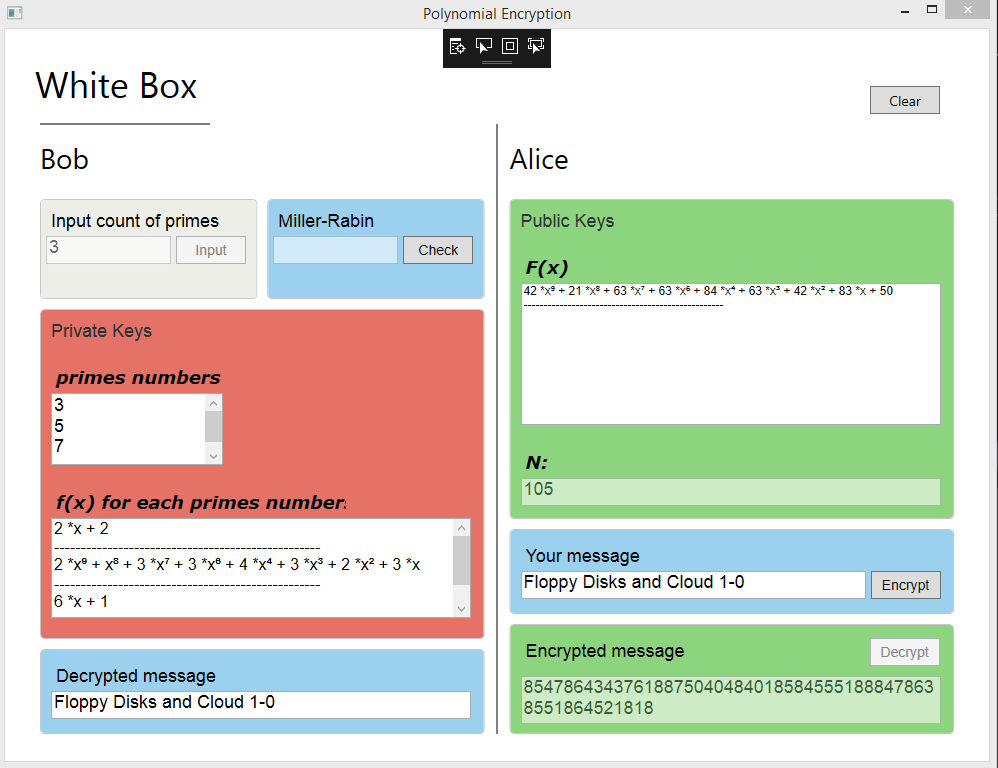 Polynomial Encryption
White Box
Clear
Bob
Input count of primes
3
Input
Miller-Rabin
Check
Private Keys
primes numbers
3
5
7
f(x) for each primes number
2 *x + 2
---------------------------------------------------
2 *x⁹ + x⁸ + 3 *x⁷ + 3 *x⁶ + 4 *x⁴ + 3 *x³ + 2 *x² + 3 *x
---------------------------------------------------
6 *x + 1
Decrypted message
Floppy Disks and Cloud 1-0
Alice
Public Keys
F(x)
42 *x⁹ + 21 *x⁸ + 63 *x⁷ + 63 *x⁶ + 84 *x⁴ + 63 *x³ + 42 *x² + 83 *x + 50
---------------------------------------------------
N:
105
Your message
Floppy Disks and Cloud 1-0
Encrypt
Encrypted message
Decrypt
8547864343761887504048401858455518884786 3
8551864521818